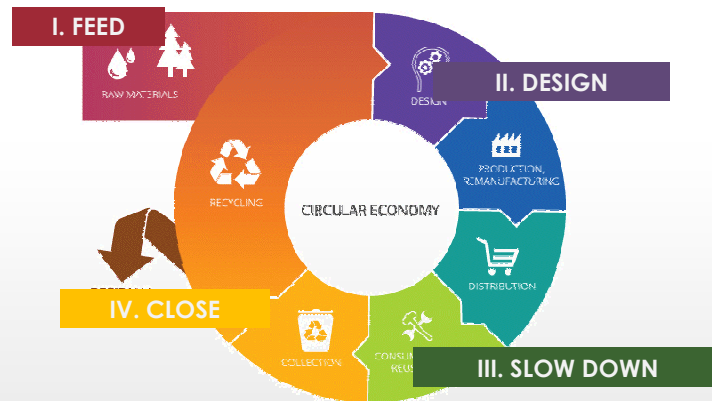 I. FEED
RAW MATERIALS
DESIGN
II. DESIGN
PRODUCTION,
REMANUFACTURING
RECYCLING
CIRCULAR ECONOMY
DISTRIBUTION
IV. CLOSE
COLLECTION
III. SLOW DOWN